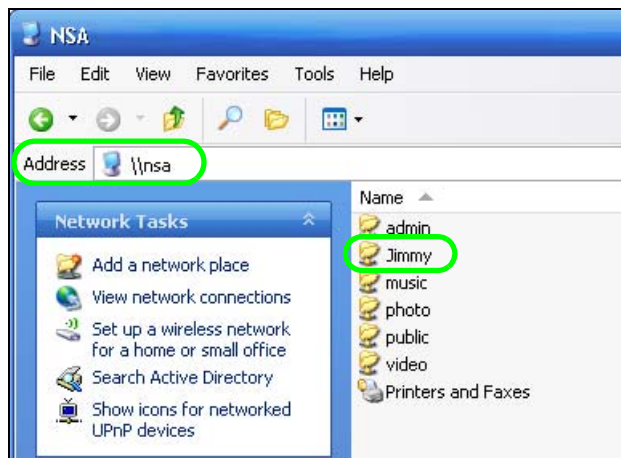 NSA
File Edit View Favorites Tools Help
Address \\nsa
Network Tasks
Add a network place
View network connections
Set up a wireless network
for a home or small office
Search Active Directory
Show icons for networked
UPnP devices
Name
admin
Jimmy
music
photo
public
video
Printers and Faxes